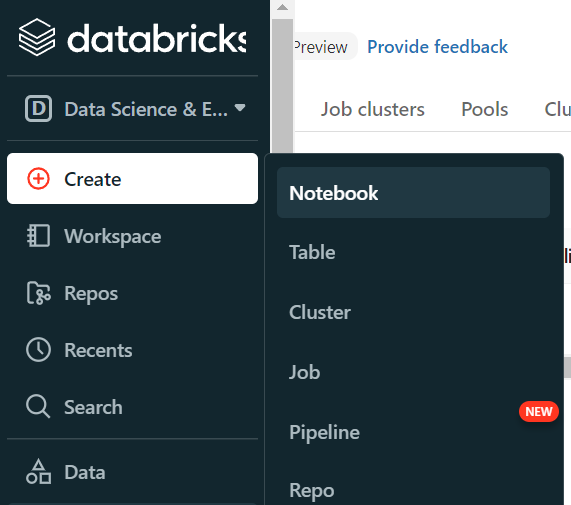 databricks
Preview
Provide feedback
D
Data Science & E...
Job clusters
Pools
Clu
Create
Workspace
Repos
Recents
Search
Data
Notebook
Table
Cluster
Job
NEW
Pipeline
Repo